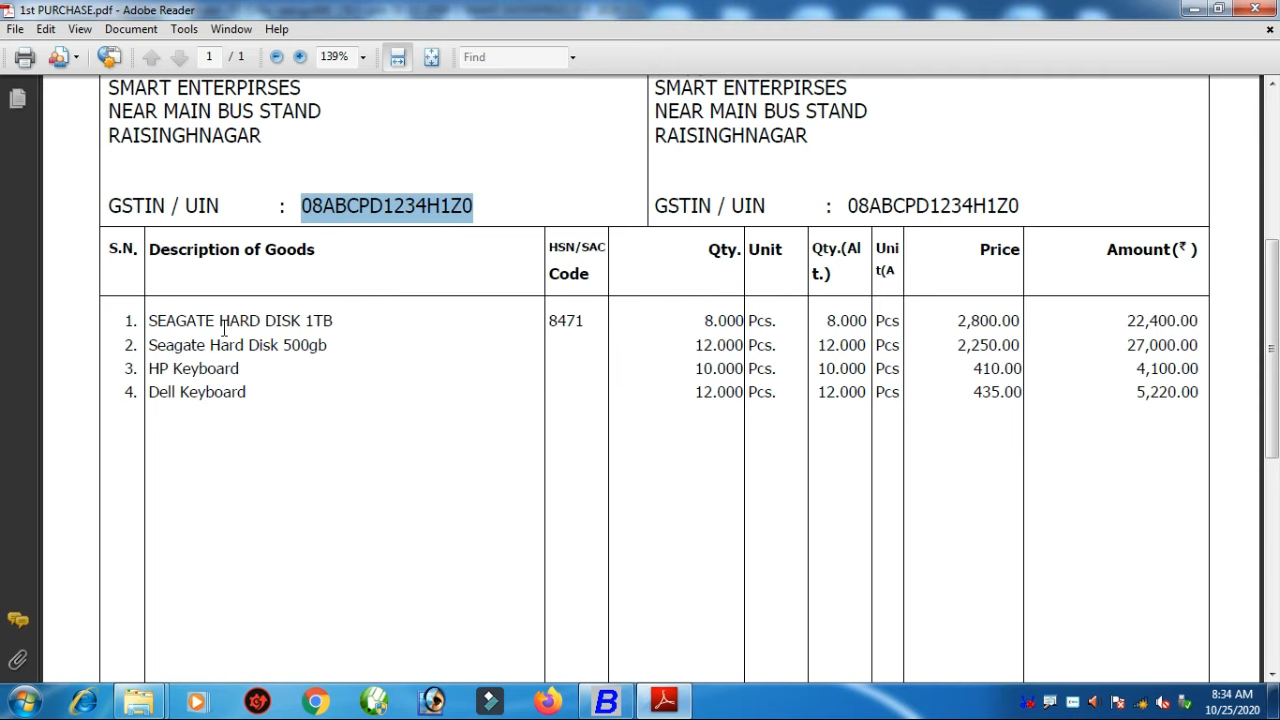 1st PURCHASE.pdf - Adobe Reader
File Edit View Document Tools Window Help
1 / 1 139% Find
SMART ENTERPIRSES SMART ENTERPIRSES
NEAR MAIN BUS STAND NEAR MAIN BUS STAND
RAISINGHNAGAR RAISINGHNAGAR
GSTIN / UIN : 08ABCPD1234H1Z0 GSTIN / UIN : 08ABCPD1234H1Z0
S.N. Description of Goods HSN/SAC Qty. Unit Qty.(Al Uni Price Amount(₹ )
Code t.) t(A
1. SEAGATE HARD DISK 1TB 8471 8.000 Pcs. 8.000 Pcs 2,800.00 22,400.00
2. Seagate Hard Disk 500gb 12.000 Pcs. 12.000 Pcs 2,250.00 27,000.00
3. HP Keyboard 10.000 Pcs. 10.000 Pcs 410.00 4,100.00
4. Dell Keyboard 12.000 Pcs. 12.000 Pcs 435.00 5,220.00
8:34 AM
10/25/2020